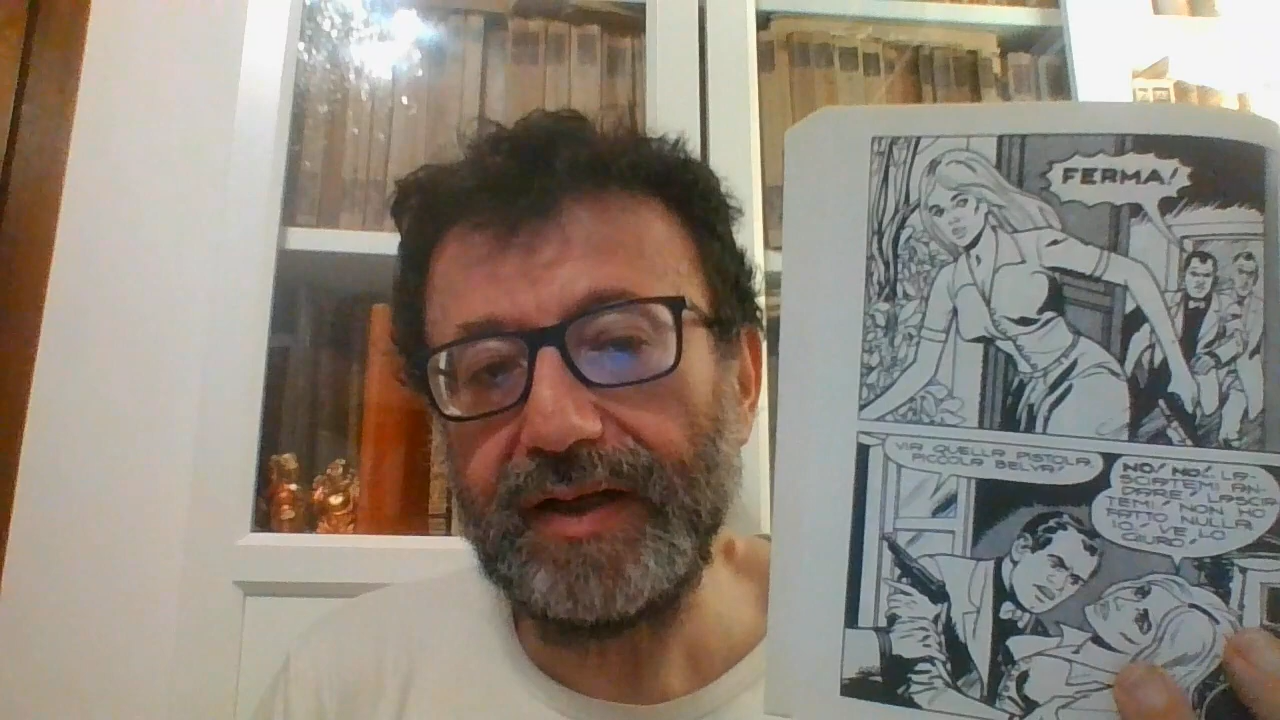 FERMA!
VIA QUELLA PISTOLA,
PICCOLA BELVA!
NO! NO! LA-
SCIATEMI AN-
DARE! LASCIA
TEMI! NON HO
FATTO NULLA
IO! VE LO
GIURO!